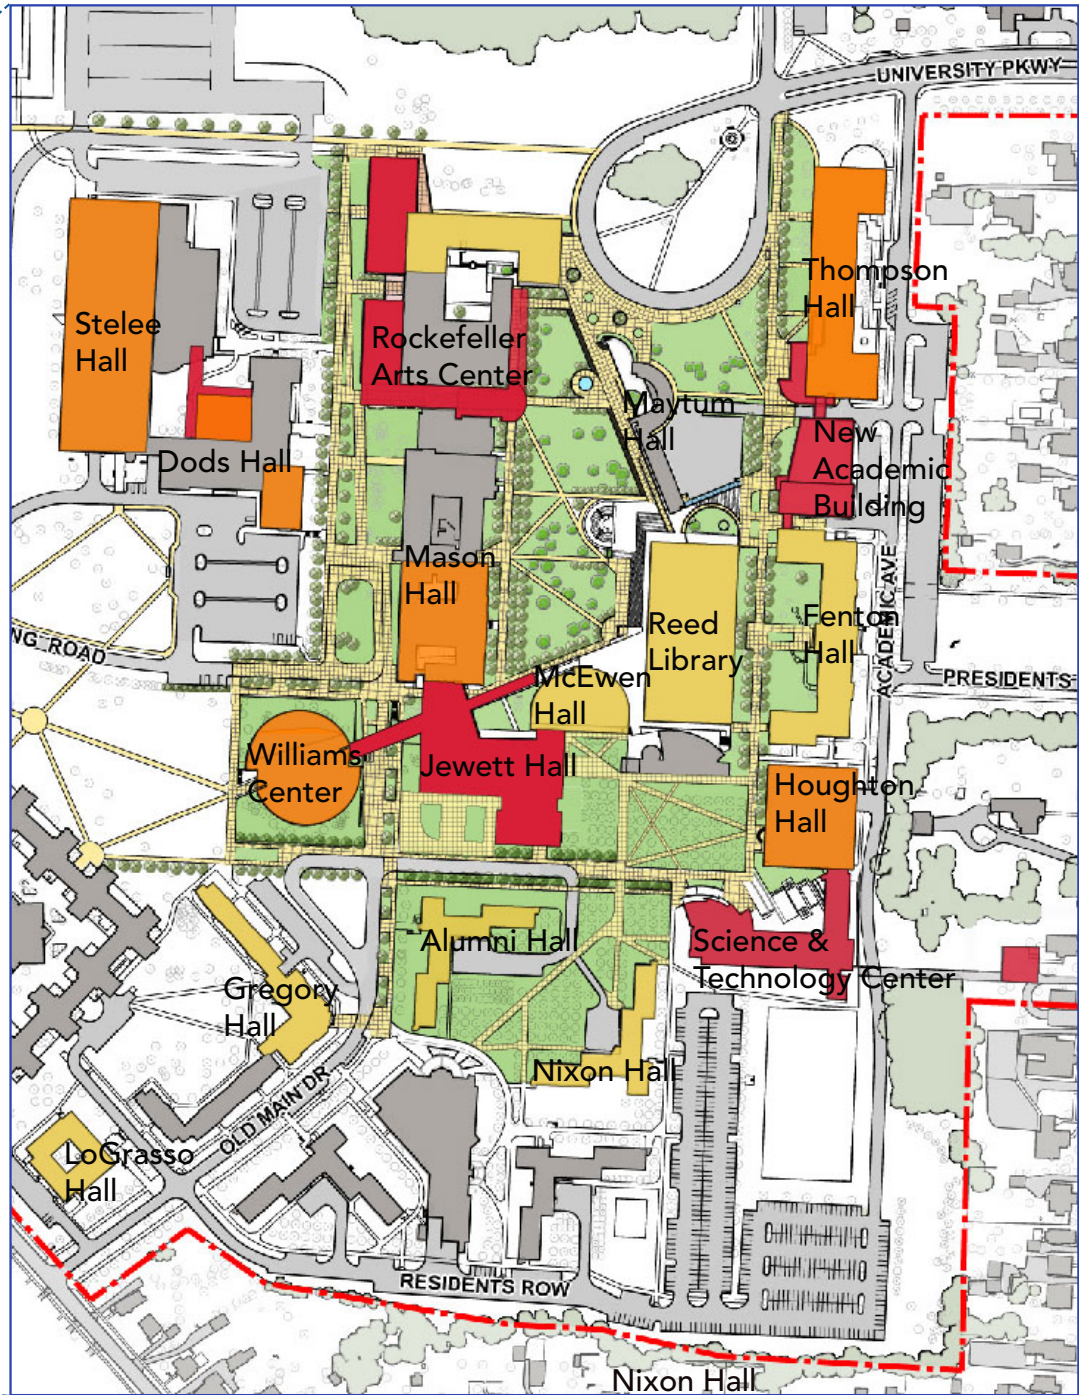 UNIVERSITY PKWY
Thompson
Hall
Stelee
Hall
Rockefeller
Arts Center
Maytum
Hall
New
Academic
Building
Dods Hall
Mason
Hall
ACADEMIC AVE
Reed
Library
Fenton
Hall
NG ROAD
McEwen
Hall
PRESIDENTS
Williams
Center
Jewett Hall
Houghton
Hall
Alumni Hall
Science &
Technology Center
Gregory
Hall
Nixon Hall
OLD MAIN DR
LoGrasso
Hall
RESIDENTS ROW
Nixon Hall